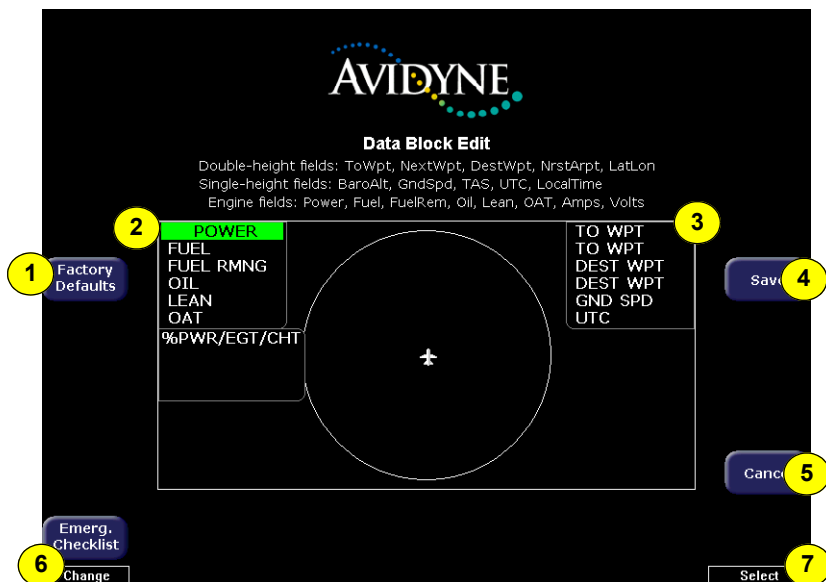 AVIDYNE
Data Block Edit
Double-height fields: ToWpt, NextWpt, DestWpt, NrstArpt, LatLon
Single-height fields: BaroAlt, GndSpd, TAS, UTC, LocalTime
Engine fields: Power, Fuel, FuelRem, Oil, Lean, OAT, Amps, Volts
2
POWER
FUEL
FUEL RMNG
OIL
LEAN
OAT
%PWR/EGT/CHT
3
TO WPT
TO WPT
DEST WPT
DEST WPT
GND SPD
UTC
1
Factory
Defaults
Save
4
Cance
5
Emerg.
Checklist
6
Change
Select
7